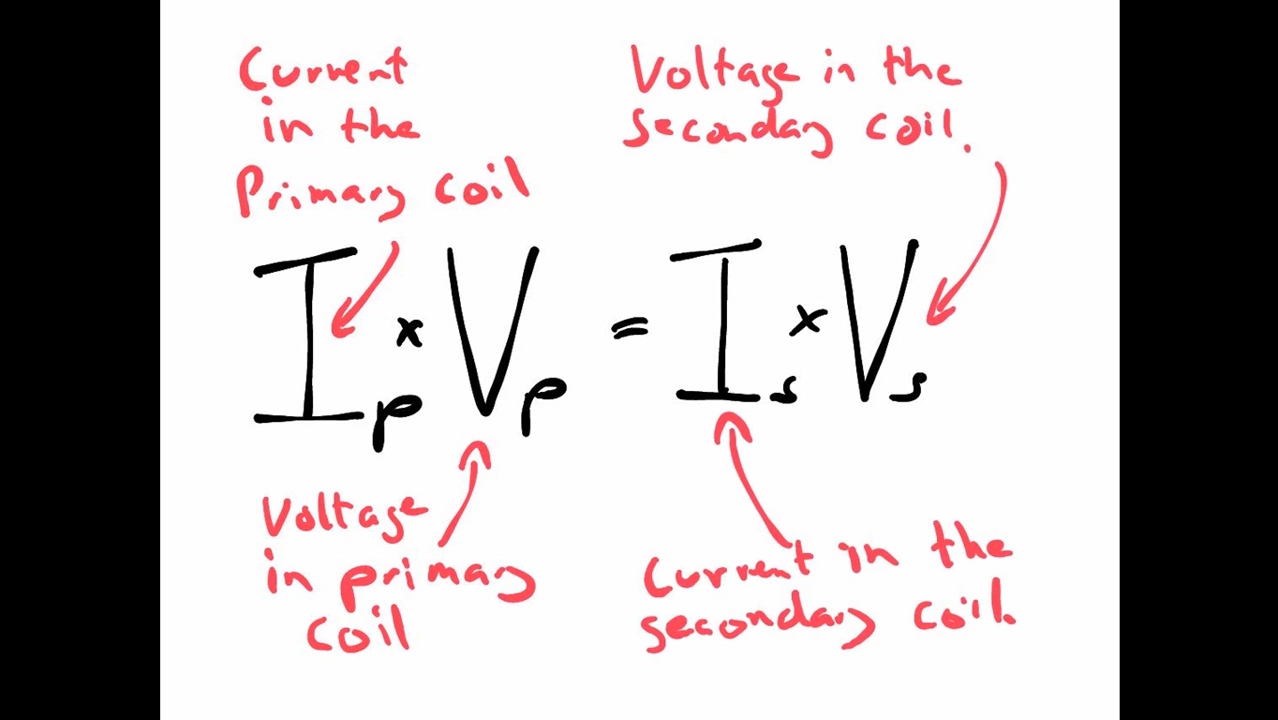 Current
in the
Primary coil
Voltage in the
seconday coil.
Ip × Vp = Is × Vs
Voltage
in primary
coil
Current in the
secondary coil.